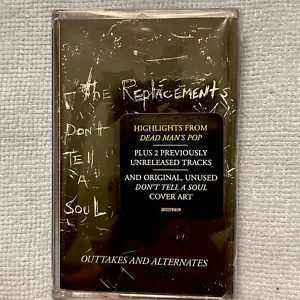 The Replacements
Don't
Tell
A
Soul
HIGHLIGHTS FROM
DEAD MAN'S POP
PLUS 2 PREVIOUSLY
UNRELEASED TRACKS
AND ORIGINAL, UNUSED
DON'T TELL A SOUL
COVER ART
OUTTAKES AND ALTERNATES